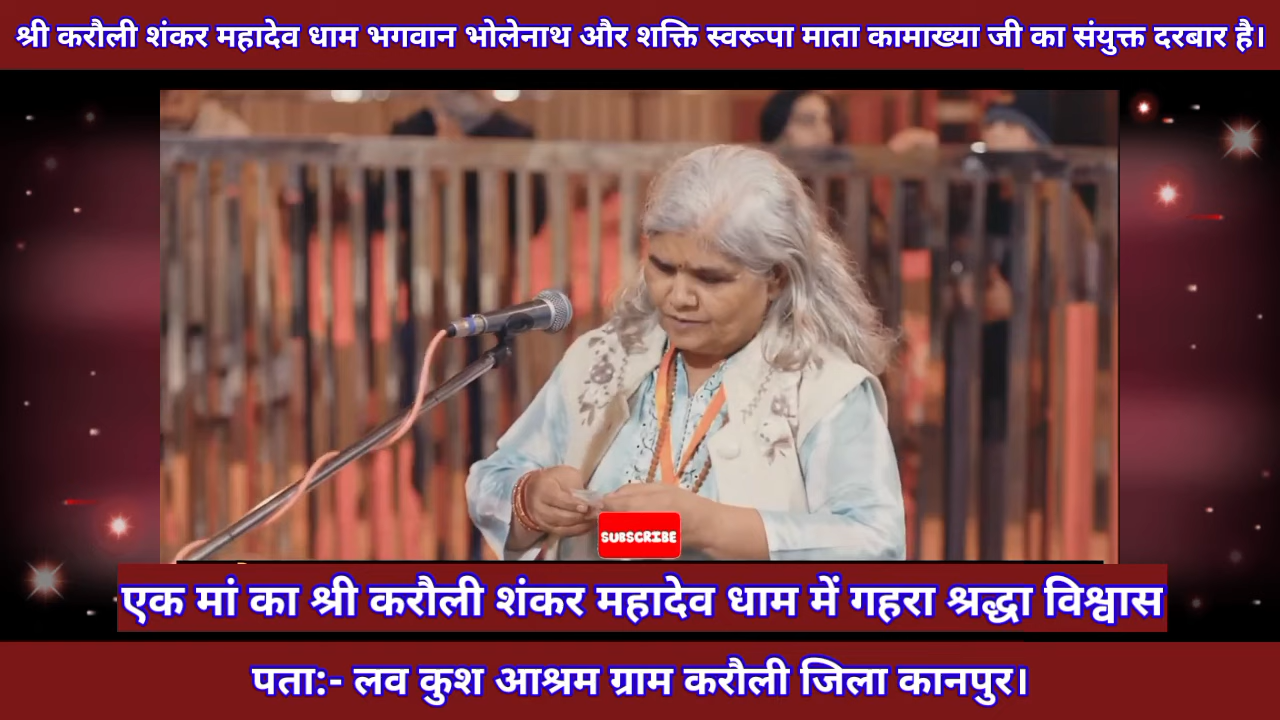 श्री करौली शंकर महादेव धाम भगवान भोलेनाथ और शक्ति स्वरूपा माता कामाख्या जी का संयुक्त दरबार है।
SUBSCRIBE
एक मां का श्री करौली शंकर महादेव धाम में गहरा श्रद्धा विश्वास
पता:- लव कुश आश्रम ग्राम करौली जिला कानपुर।